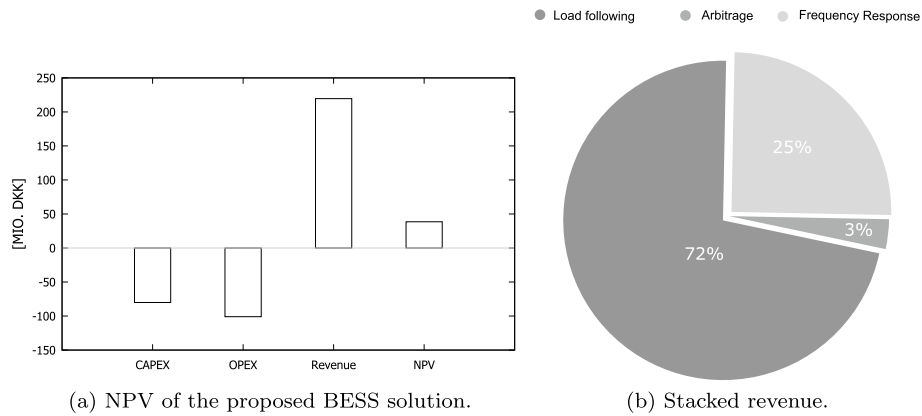 Load following Arbitrage Frequency Response
250
200
150
100
50
0
-50
-100
-150
[MIO. DKK]
CAPEX OPEX Revenue NPV
25%
3%
72%
(a) NPV of the proposed BESS solution.
(b) Stacked revenue.